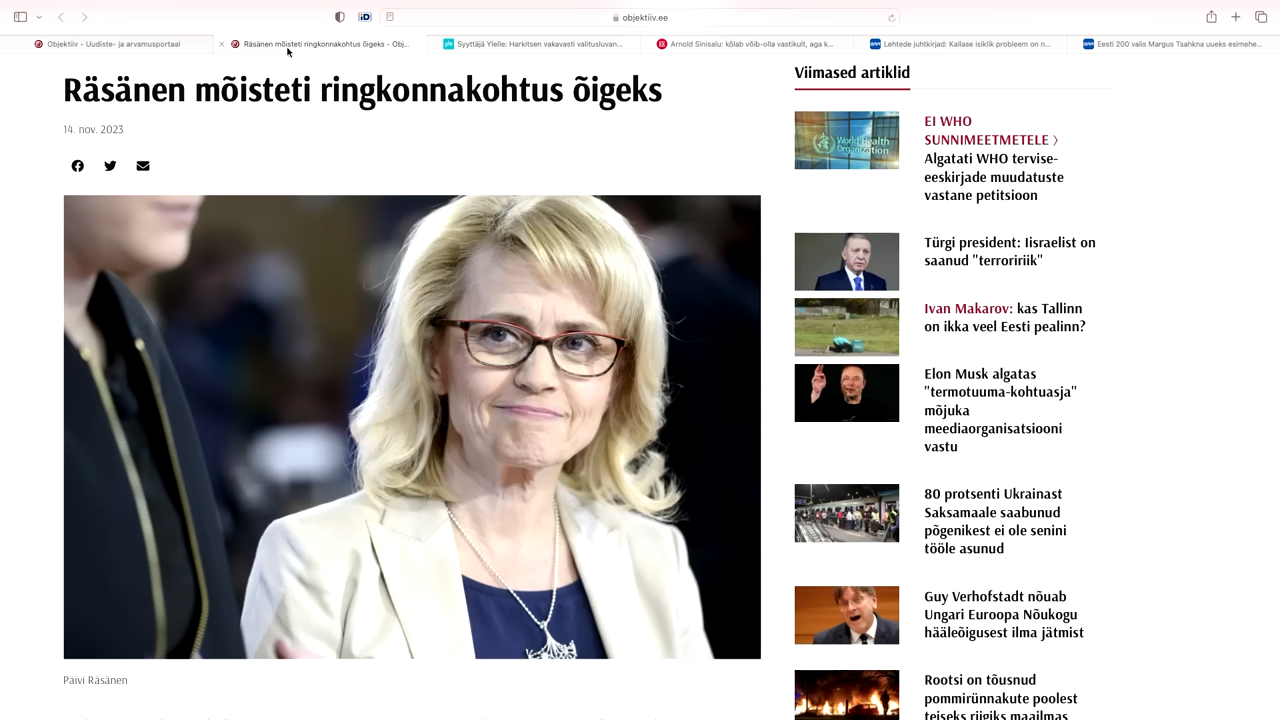 objektiiv.ee
Objektiiv - Uudiste- ja arvamusportaal
Räsänen mõisteti ringkonnakohtus õigeks - Obj...
Syyttäjä Ylelle: Harkitsen vakavasti valitusluvan...
Arnold Sinisalu: kõlab võib-olla vastikult, aga k...
Lehtede juhtkirjad: Kallase isiklik probleem on n...
Eesti 200 valis Margus Tsahkna uueks esimehe...
Räsänen mõisteti ringkonnakohtus õigeks
14. nov. 2023
Päivi Räsänen
Viimased artiklid
World Health
Organization
EI WHO
SUNNIMEETMETELE 〉
Algatati WHO tervise-
eeskirjade muudatuste
vastane petitsioon
Türgi president: Iisraelist on
saanud "terroririik"
Ivan Makarov: kas Tallinn
on ikka veel Eesti pealinn?
Elon Musk algatas
"termotuuma-kohtuasja"
mõjuka
meediaorganisatsiooni
vastu
80 protsenti Ukrainast
Saksamaale saabunud
põgenikest ei ole senini
tööle asunud
Guy Verhofstadt nõuab
Ungari Euroopa Nõukogu
hääleõigusest ilma jätmist
Rootsi on tõusnud
pommirünnakute poolest
teiseks riigiks maailmas